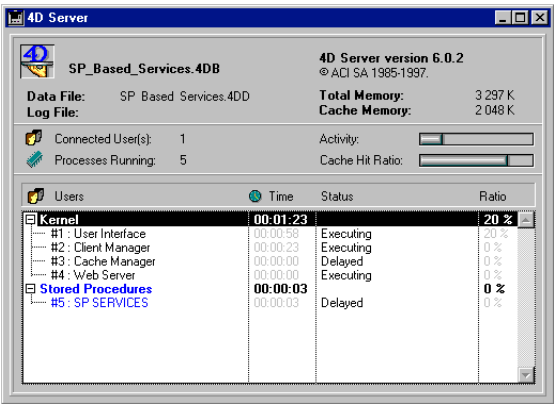 4D Server
4D
SP_Based_Services.4DB
4D Server version 6.0.2
© ACI SA 1985-1997.
Data File: SP Based Services.4DD
Log File:
Total Memory: 3 297 K
Cache Memory: 2 048 K
Connected User(s): 1
Activity:
Processes Running: 5
Cache Hit Ratio:
Users Time Status Ratio
Kernel 00:01:23 20 %
#1 : User Interface 00:00:58 Executing 20 %
#2 : Client Manager 00:00:23 Executing 0 %
#3 : Cache Manager 00:00:00 Delayed 0 %
#4 : Web Server 00:00:00 Executing 0 %
Stored Procedures 00:00:03 0 %
#5 : SP SERVICES 00:00:03 Delayed 0 %